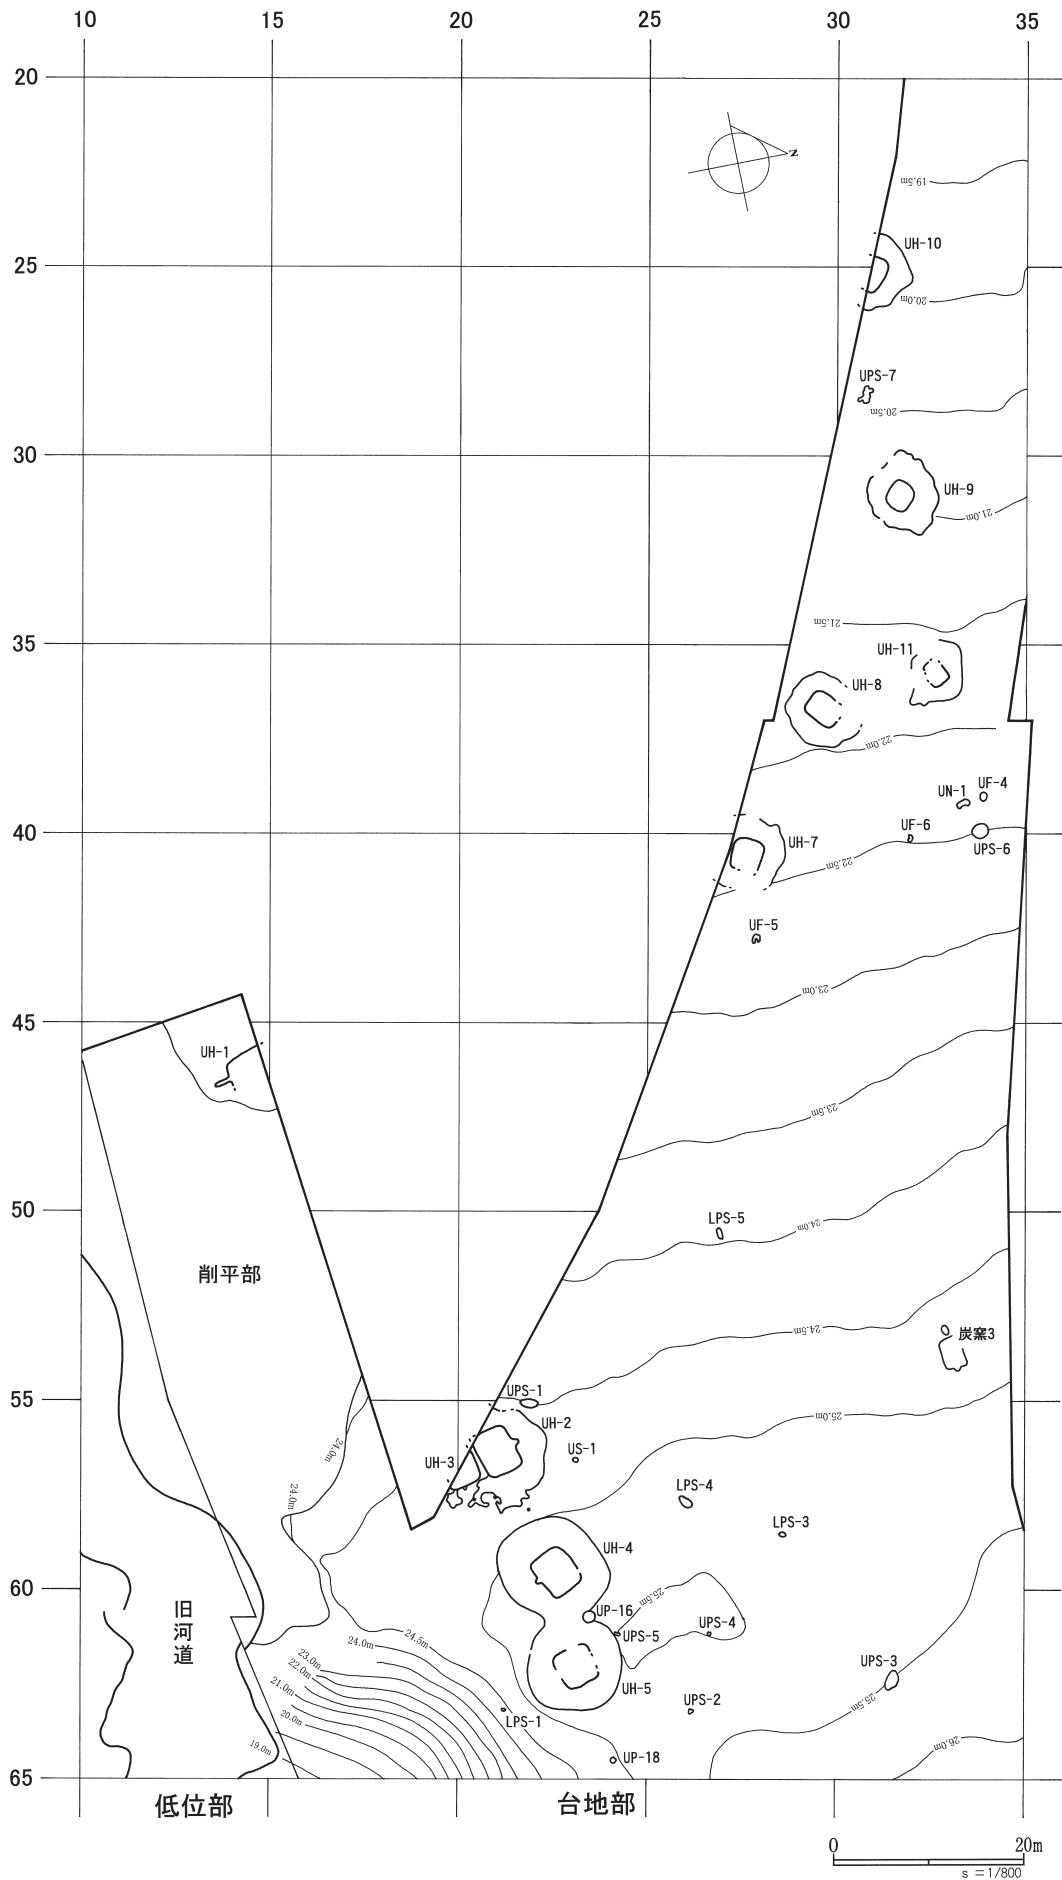 10 15 20 25 30 35
20
N
19.5m
UH-10
25
20.0m
UPS-7
20.5m
30
UH-9
21.0m
21.5m
35
UH-11
UH-8
22.0m
UF-4
UN-1
UF-6
40
UH-7
UPS-6
22.5m
UF-5
23.0m
45
UH-1
23.5m
50
LPS-5
24.0m
削平部
24.5m
炭窯3
UPS-1
55
25.0m
UH-2
24.0m
US-1
UH-3
LPS-4
24.0m
LPS-3
UH-4
60
25.5m
旧河道
UP-16
UPS-4
UPS-5
24.5m
24.0m
23.0m
22.0m
UPS-3
21.0m
UH-5
25.5m
UPS-2
20.0m
LPS-1
19.0m
26.0m
UP-18
65
低位部 台地部
0 20m
s =1/800